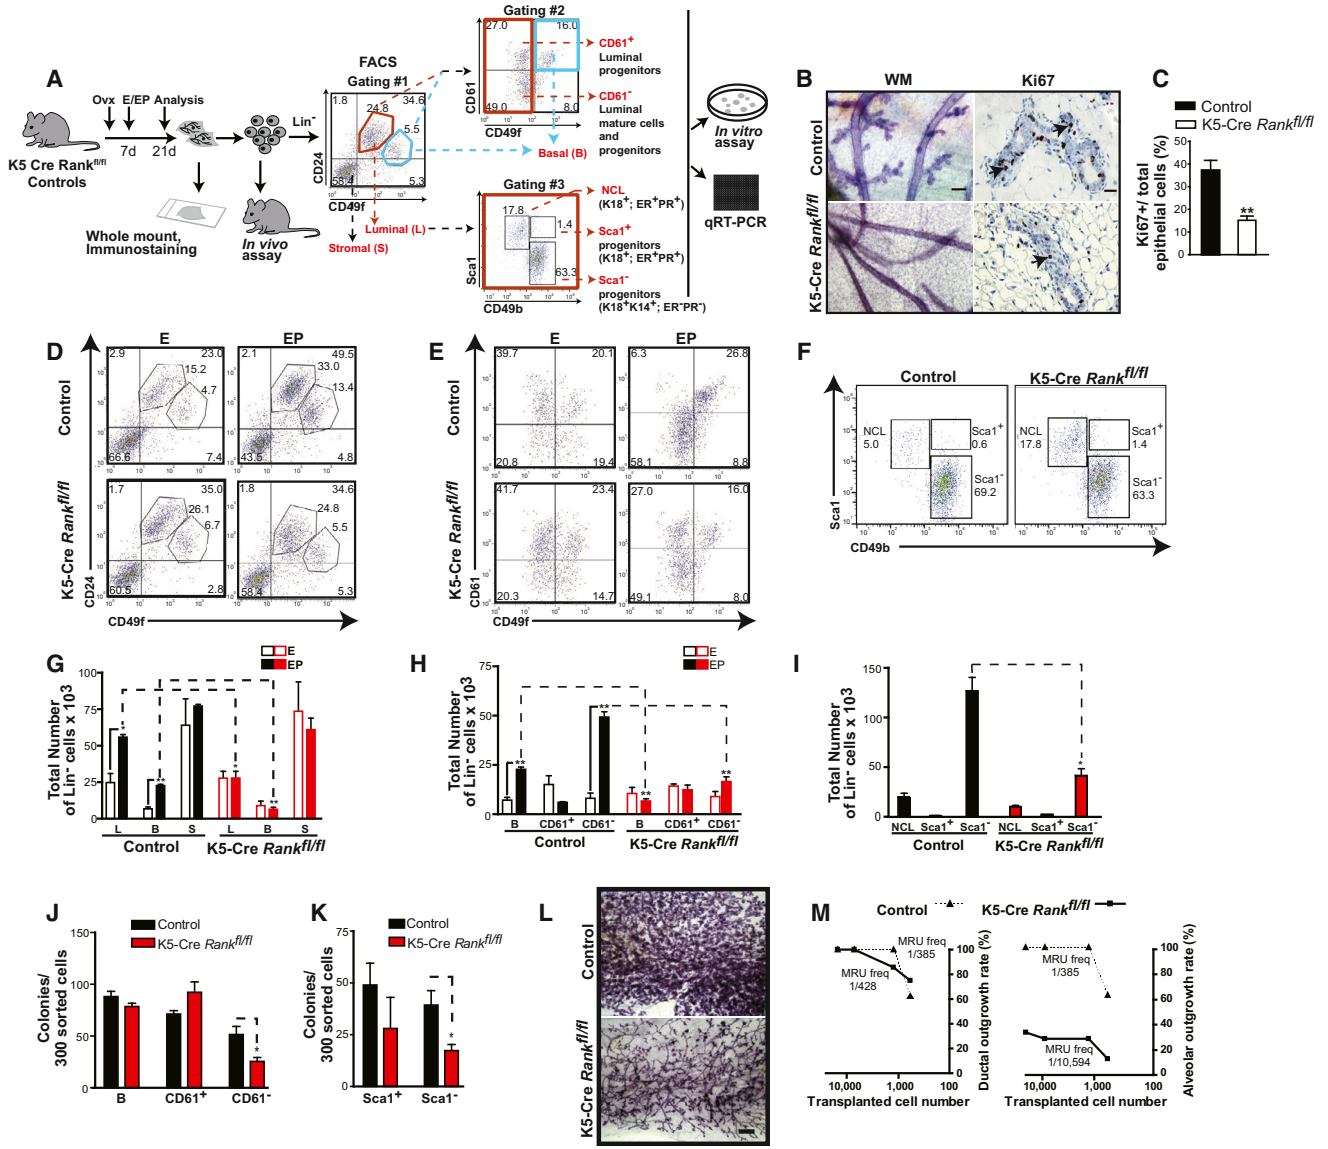 A
Ovx E/EP Analysis
7d 21d
K5 Cre Rankfl/fl
Controls
Whole mount,
Immunostaining
In vivo
assay
Lin-
FACS
Gating #1
1.8 34.6
24.8
5.5
58.4 5.3
CD24
CD49f
Luminal (L)
Stromal (S)
Basal (B)
Gating #2
27.0 16.0
49.0 8.0
CD61
CD49f
CD61+
Luminal
progenitors
CD61-
Luminal
mature cells
and
progenitors
Gating #3
17.8
1.4
63.3
Sca1
CD49b
NCL
(K18+; ER+PR+)
Sca1+
progenitors
(K18+; ER+PR+)
Sca1-
progenitors
(K18+K14+; ER-PR-)
In vitro
assay
qRT-PCR
B
WM Ki67
Control
K5-Cre Rankfl/fl
C
Control
K5-Cre Rankfl/fl
Ki67+/ total
epithelial cells (%)
50
40
30
20
10
0
**
D
E EP
Control
K5-Cre Rankfl/fl
2.9 23.0
15.2
4.7
66.6 7.4
2.1 49.5
33.0
13.4
43.5 4.8
1.7 35.0
26.1
6.7
60.5 2.8
1.8 34.6
24.8
5.5
58.4 5.3
CD24
CD49f
E
E EP
Control
K5-Cre Rankfl/fl
39.7 20.1
20.8 19.4
6.3 26.8
58.1 8.8
41.7 23.4
20.3 14.7
27.0 16.0
49.1 8.0
CD61
CD49f
F
Control K5-Cre Rankfl/fl
NCL
5.0
Sca1+
0.6
Sca1-
69.2
NCL
17.8
Sca1+
1.4
Sca1-
63.3
Sca1
CD49b
G
E
EP
Total Number
of Lin- cells x 103
100
75
50
25
0
* ** * **
L B S L B S
Control K5-Cre Rankfl/fl
H
E
EP
Total Number
of Lin- cells x 103
75
50
25
0
** ** ** **
B CD61+ CD61- B CD61+ CD61-
Control K5-Cre Rankfl/fl
I
Total Number
of Lin- cells x 103
150
100
50
0
*
NCL Sca1+ Sca1- NCL Sca1+ Sca1-
Control K5-Cre Rankfl/fl
J
Control
K5-Cre Rankfl/fl
Colonies/
300 sorted cells
150
100
50
0
*
B CD61+ CD61-
K
Control
K5-Cre Rankfl/fl
Colonies/
300 sorted cells
75
50
25
0
*
Sca1+ Sca1-
L
Control
K5-Cre Rankfl/fl
M
Control K5-Cre Rankfl/fl
MRU freq
1/385
MRU freq
1/428
100
80
60
40
20
0
Ductal outgrowth rate (%)
10,000 1,000 100
Transplanted cell number
MRU freq
1/385
MRU freq
1/10,594
100
80
60
40
20
0
Alveolar outgrowth rate (%)
10,000 1,000 100
Transplanted cell number